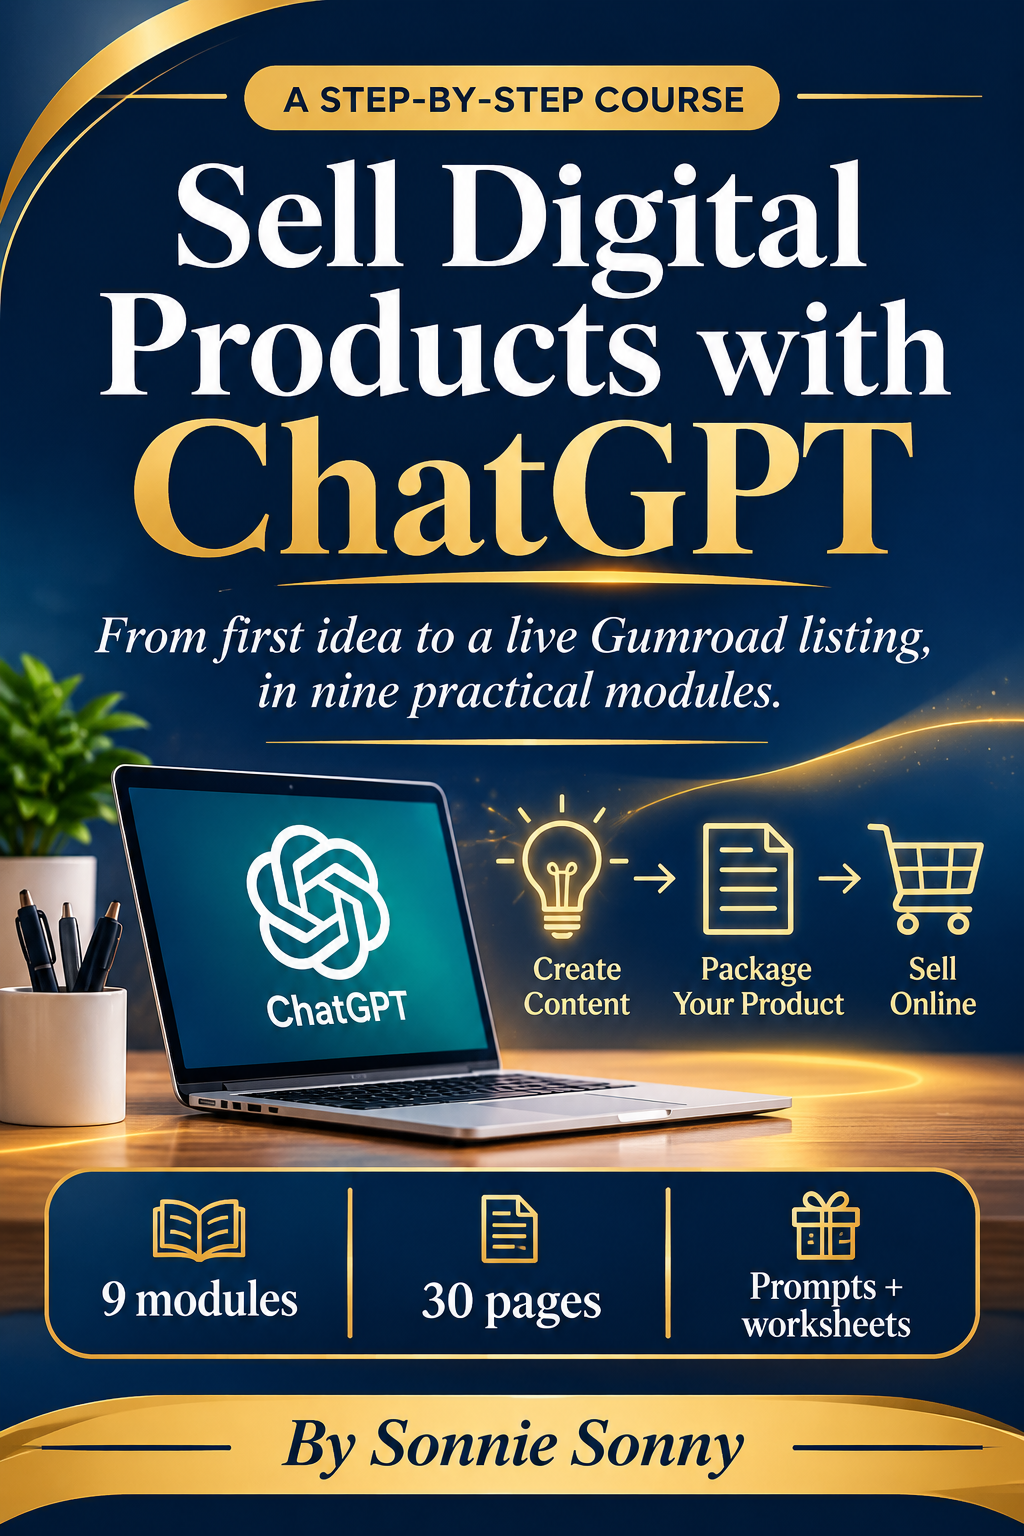 A STEP-BY-STEP COURSE
Sell Digital
Products with
ChatGPT
From first idea to a live Gumroad listing,
in nine practical modules.
ChatGPT
Create
Content
Package
Your Product
Sell
Online
9 modules
30 pages
Prompts +
worksheets
By Sonnie Sonny